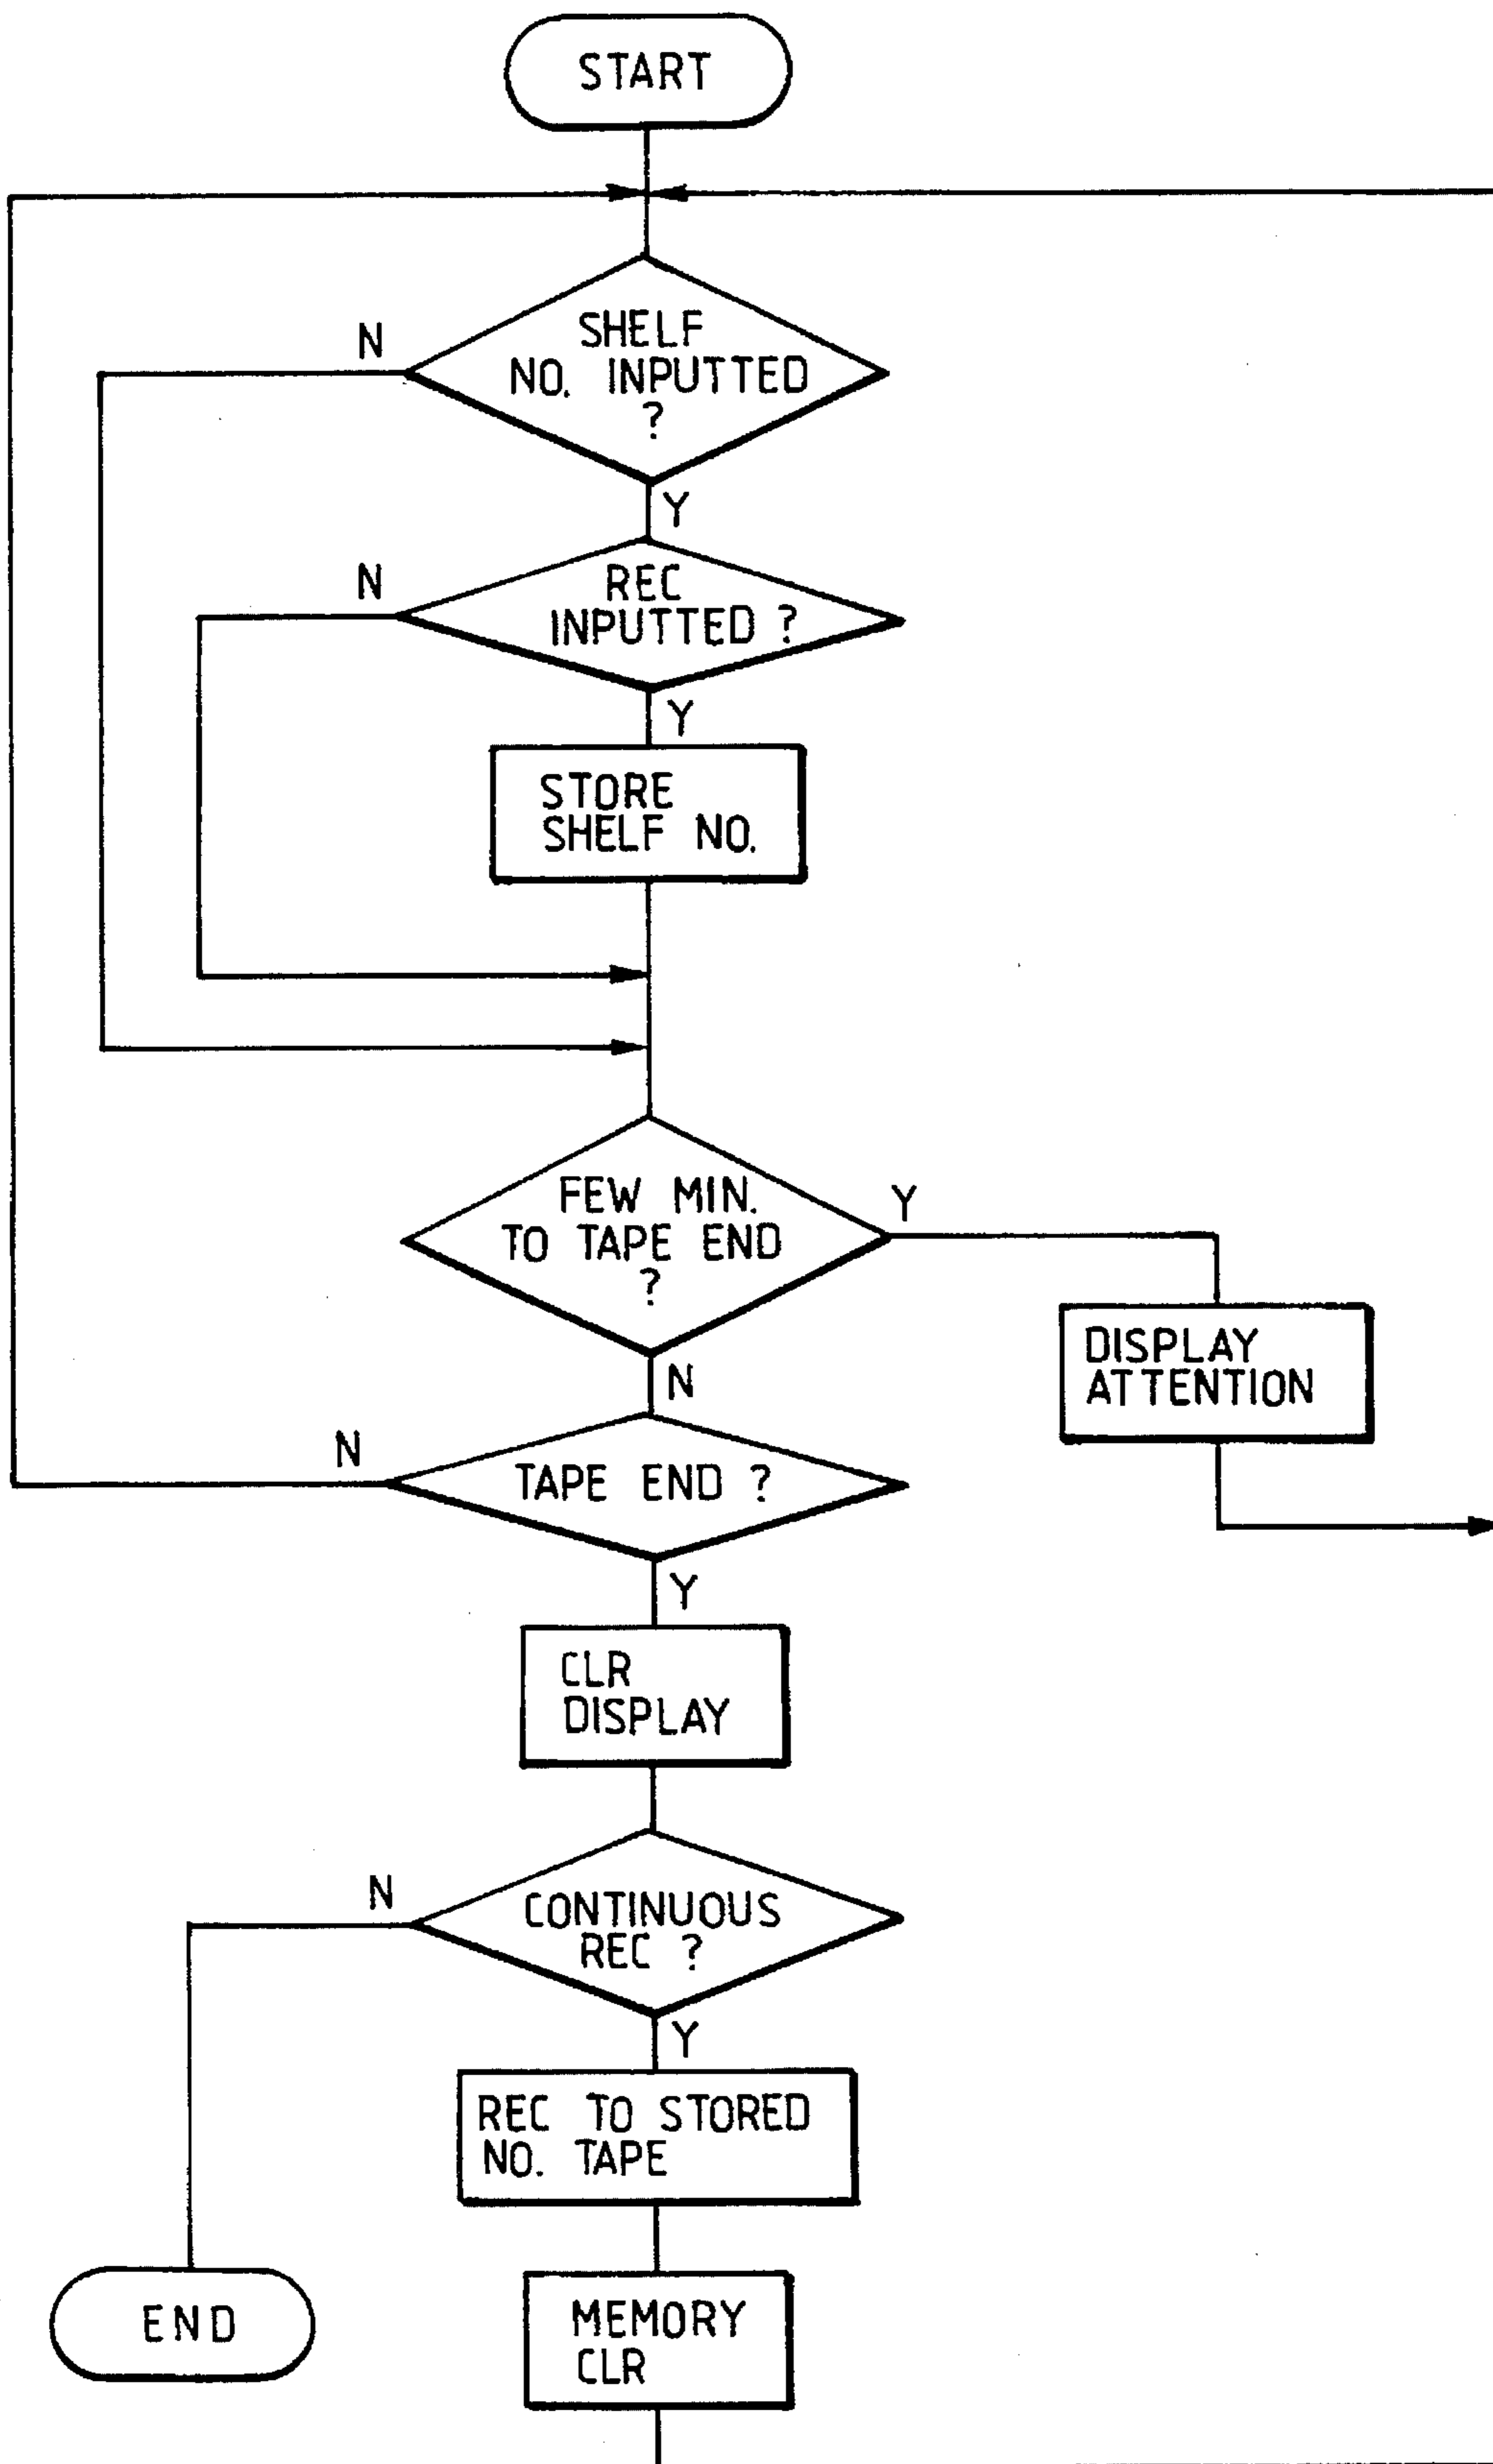 START
N
SHELF
NO. INPUTTED
?
Y
N
REC
INPUTTED ?
Y
STORE
SHELF NO.
FEW MIN.
TO TAPE END
?
Y
DISPLAY
ATTENTION
N
N
TAPE END ?
Y
CLR
DISPLAY
N
CONTINUOUS
REC ?
Y
REC TO STORED
NO. TAPE
END
MEMORY
CLR